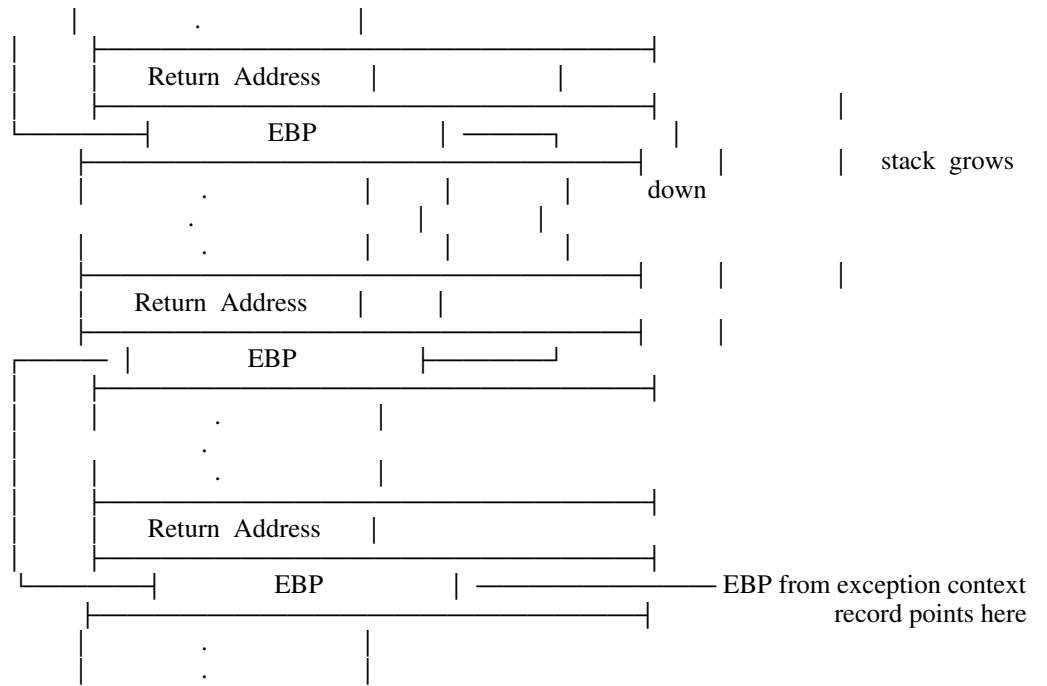 Return Address
EBP
stack grows
down
Return Address
EBP
Return Address
EBP
EBP from exception context
record points here